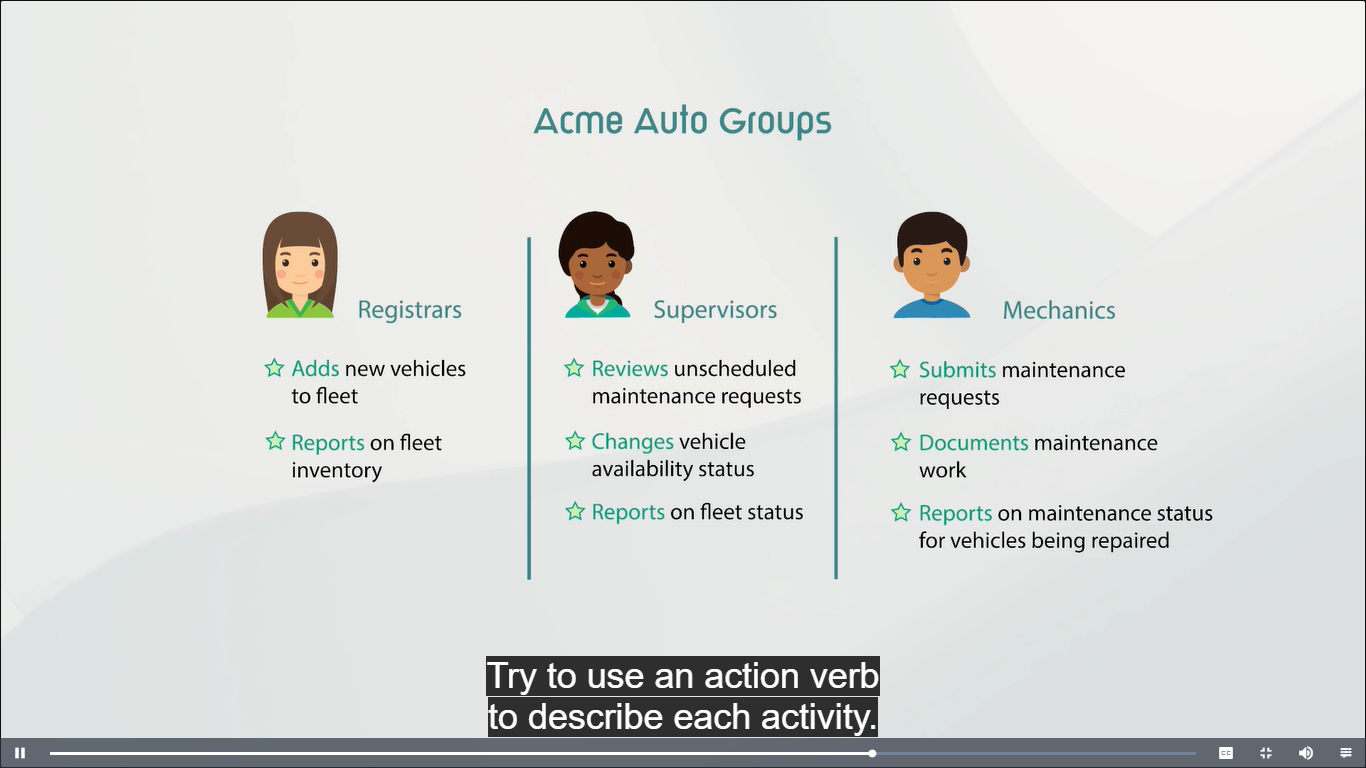 Acme Auto Groups
Registrars
Adds new vehicles
to fleet
Reports on fleet
inventory
Supervisors
Reviews unscheduled
maintenance requests
Changes vehicle
availability status
Reports on fleet status
Mechanics
Submits maintenance
requests
Documents maintenance
work
Reports on maintenance status
for vehicles being repaired
Try to use an action verb
to describe each activity.
CC